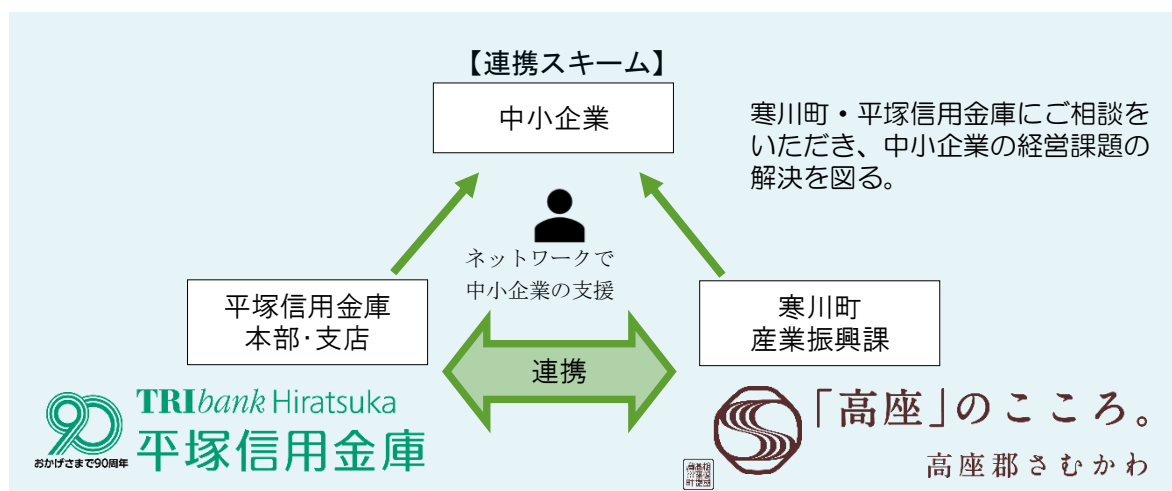 【連携スキーム】
中小企業
寒川町・平塚信用金庫にご相談を
いただき、中小企業の経営課題の
解決を図る。
ネットワークで
中小企業の支援
平塚信用金庫
本部・支店
寒川町
産業振興課
連携
90
おかげさまで90周年
TRIbank Hiratsuka
平塚信用金庫
「高座」のこころ。
高座郡さむかわ